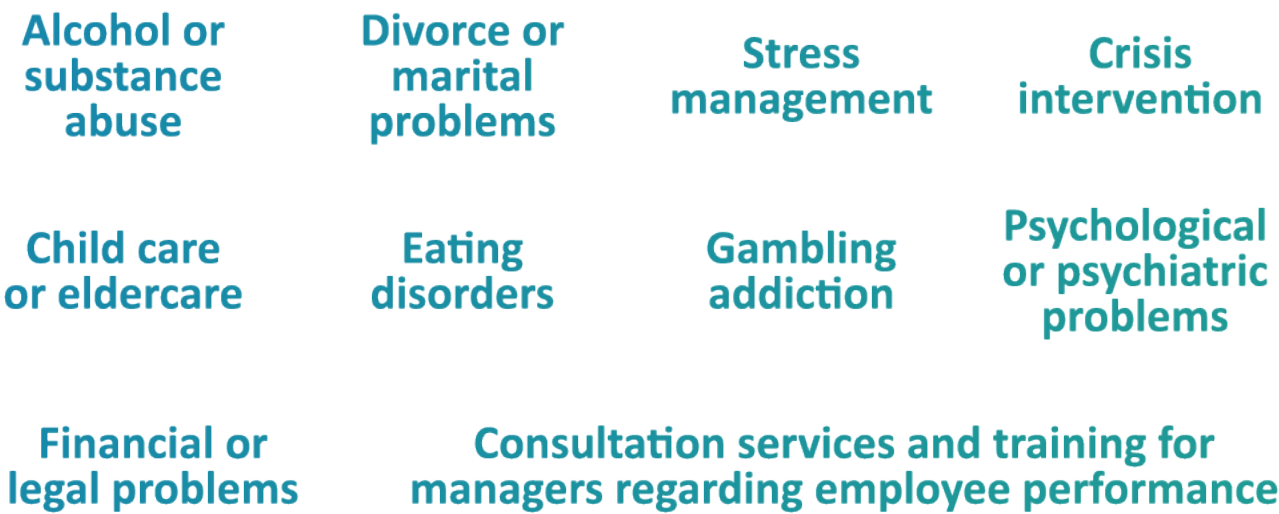 Alcohol or
substance
abuse
Divorce or
marital
problems
Stress
management
Crisis
intervention
Child care
or eldercare
Eating
disorders
Gambling
addiction
Psychological
or psychiatric
problems
Financial or
legal problems
Consultation services and training for
managers regarding employee performance